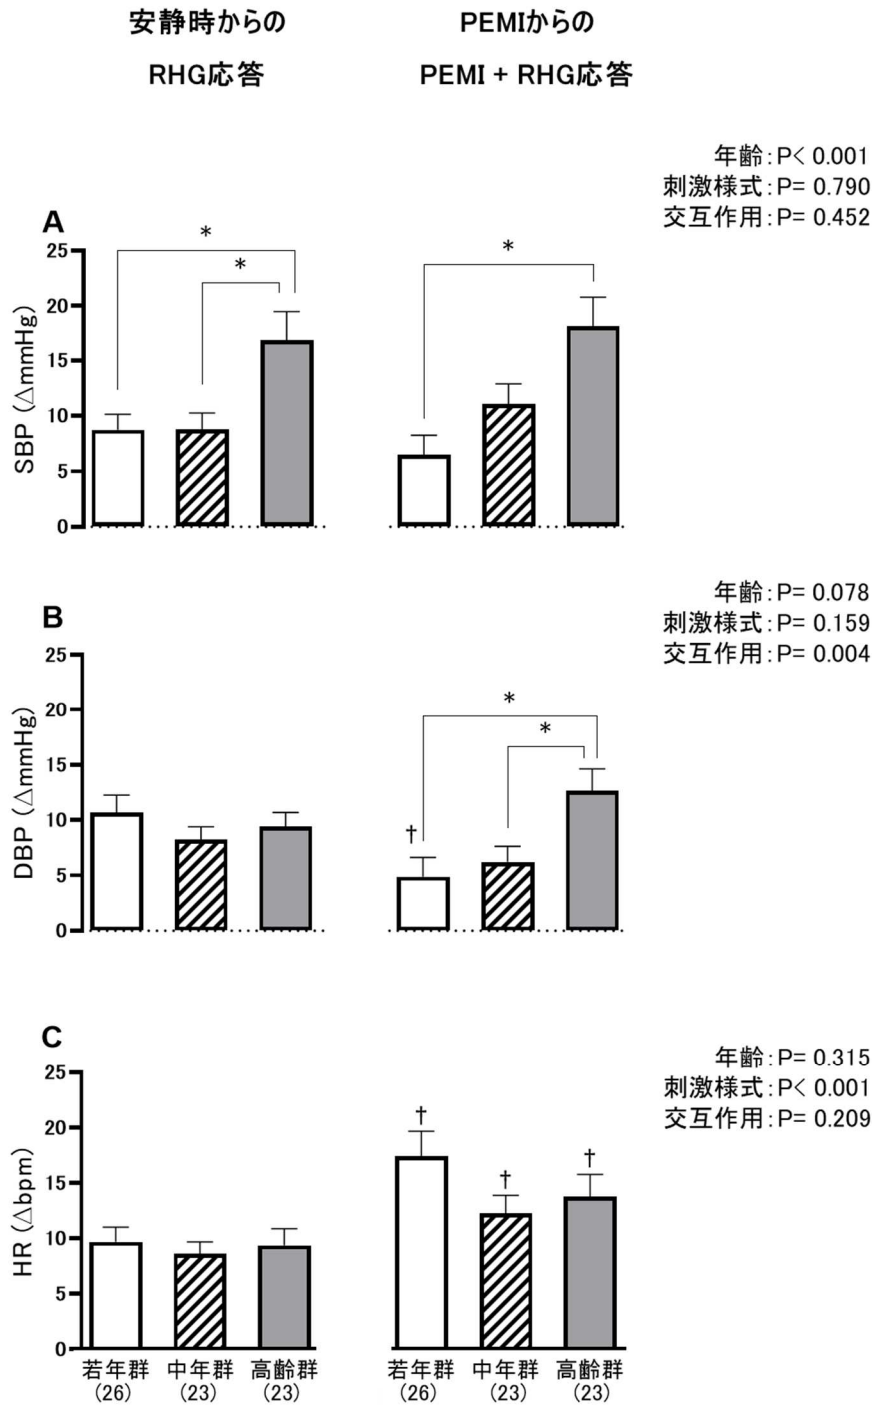 安静時からの
RHG応答
PEMIからの
PEMI + RHG応答
年齢：P< 0.001
刺激様式：P= 0.790
交互作用：P= 0.452
A
SBP (△mmHg)
25
20
15
10
5
0
*
*
*
年齢：P= 0.078
刺激様式：P= 0.159
交互作用：P= 0.004
B
DBP (△mmHg)
25
20
15
10
5
0
*
*
†
年齢：P= 0.315
刺激様式：P< 0.001
交互作用：P= 0.209
C
HR (△bpm)
25
20
15
10
5
0
†
†
†
若年群
(26)
中年群
(23)
高齢群
(23)
若年群
(26)
中年群
(23)
高齢群
(23)